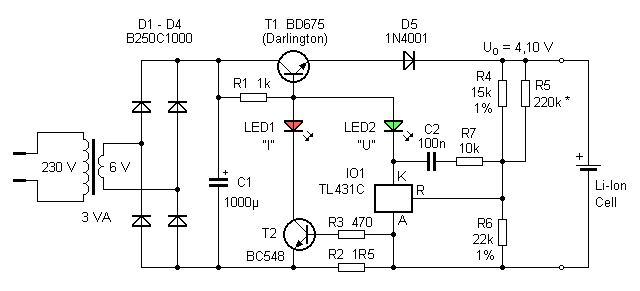 D1 - D4
B250C1000
T1 BD675
(Darlington)
D5
1N4001
U0 = 4,10 V
R1 1k
R4
15k
1%
R5
220k *
LED1
"I"
LED2
"U"
C2
100n
R7
10k
230 V
6 V
3 VA
+
C1
1000µ
IO1
TL431C
K
R
A
+
Li-Ion
Cell
T2
BC548
R3 470
R2 1R5
R6
22k
1%